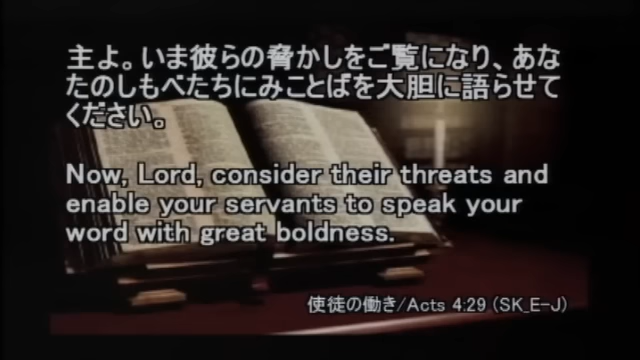 主よ。いま彼らの脅かしをご覧になり、あな
たのしもべたちにみことばを大胆に語らせて
ください。
Now, Lord, consider their threats and
enable your servants to speak your
word with great boldness.
使徒の働き/Acts 4:29 (SK_E-J)